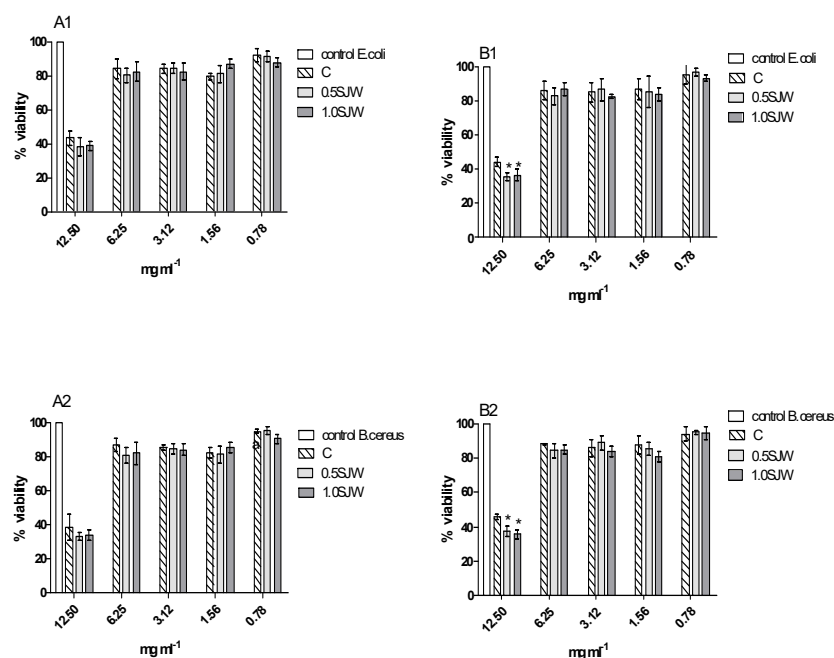 A1
100
80
60
40
20
0
% viability
12.50
6.25
3.12
1.56
0.78
mg ml-1
control E.coli
C
0.5SJW
1.0SJW
B1
100
80
60
40
20
0
% viability
* *
12.50
6.25
3.12
1.56
0.78
mg ml-1
control E.coli
C
0.5SJW
1.0SJW
A2
100
80
60
40
20
0
% viability
a
12.50
6.25
3.12
1.56
0.78
mg ml-1
control B.cereus
C
0.5SJW
1.0SJW
B2
100
80
60
40
20
0
% viability
* *
12.50
6.25
3.12
1.56
0.78
mg ml-1
control B.cereus
C
0.5SJW
1.0SJW